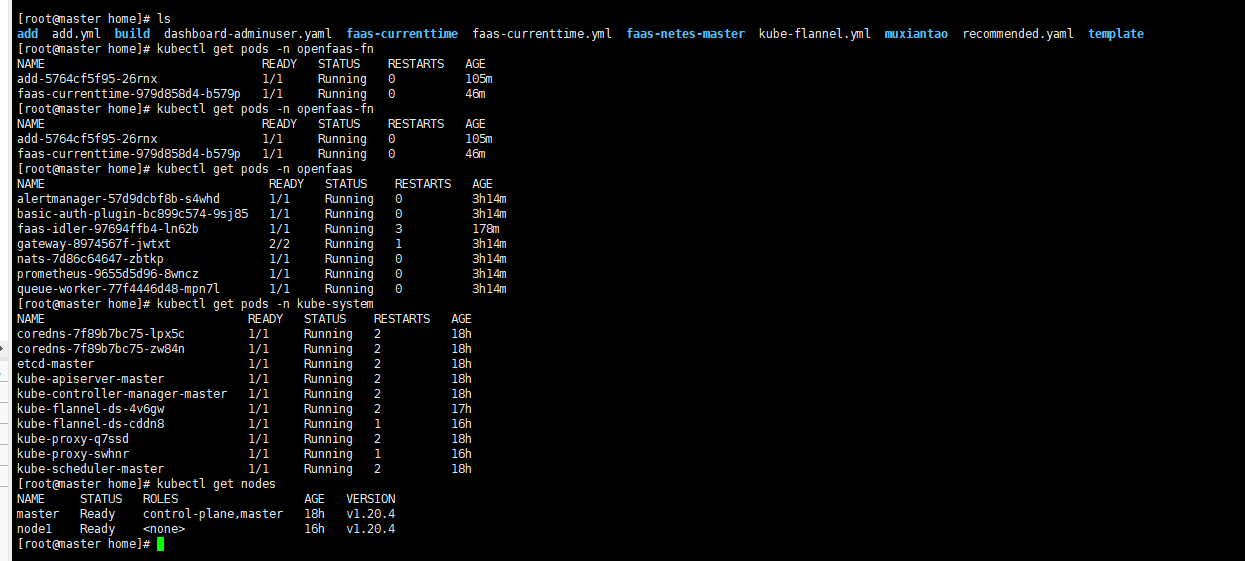 [root@master home]# ls
add add.yml build dashboard-adminuser.yaml faas-currenttime faas-currenttime.yml faas-netes-master kube-flannel.yml muxiantao recommended.yaml template
[root@master home]# kubectl get pods -n openfaas-fn
NAME READY STATUS RESTARTS AGE
add-5764cf5f95-26rnx 1/1 Running 0 105m
faas-currenttime-979d858d4-b579p 1/1 Running 0 46m
[root@master home]# kubectl get pods -n openfaas-fn
NAME READY STATUS RESTARTS AGE
add-5764cf5f95-26rnx 1/1 Running 0 105m
faas-currenttime-979d858d4-b579p 1/1 Running 0 46m
[root@master home]# kubectl get pods -n openfaas
NAME READY STATUS RESTARTS AGE
alertmanager-57d9dcbf8b-s4whd 1/1 Running 0 3h14m
basic-auth-plugin-bc899c574-9sj85 1/1 Running 0 3h14m
faas-idler-97694ffb4-ln62b 1/1 Running 3 178m
gateway-8974567f-jwtxt 2/2 Running 1 3h14m
nats-7d86c64647-zbtkp 1/1 Running 0 3h14m
prometheus-9655d5d96-8wncz 1/1 Running 0 3h14m
queue-worker-77f4446d48-mpn7l 1/1 Running 0 3h14m
[root@master home]# kubectl get pods -n kube-system
NAME READY STATUS RESTARTS AGE
coredns-7f89b7bc75-lpx5c 1/1 Running 2 18h
coredns-7f89b7bc75-zw84n 1/1 Running 2 18h
etcd-master 1/1 Running 2 18h
kube-apiserver-master 1/1 Running 2 18h
kube-controller-manager-master 1/1 Running 2 18h
kube-flannel-ds-4v6gw 1/1 Running 2 17h
kube-flannel-ds-cddn8 1/1 Running 1 16h
kube-proxy-q7ssd 1/1 Running 2 18h
kube-proxy-swhnr 1/1 Running 1 16h
kube-scheduler-master 1/1 Running 2 18h
[root@master home]# kubectl get nodes
NAME STATUS ROLES AGE VERSION
master Ready control-plane,master 18h v1.20.4
node1 Ready <none> 16h v1.20.4
[root@master home]#